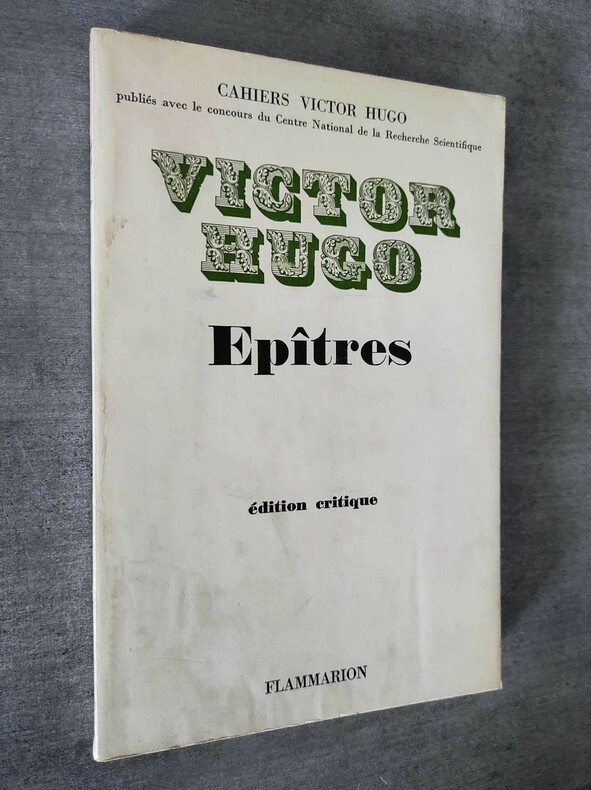 CAHIERS VICTOR HUGO
publiés avec le concours du Centre National de la Recherche Scientifique
VICTOR
HUGO
Epîtres
édition critique
FLAMMARION